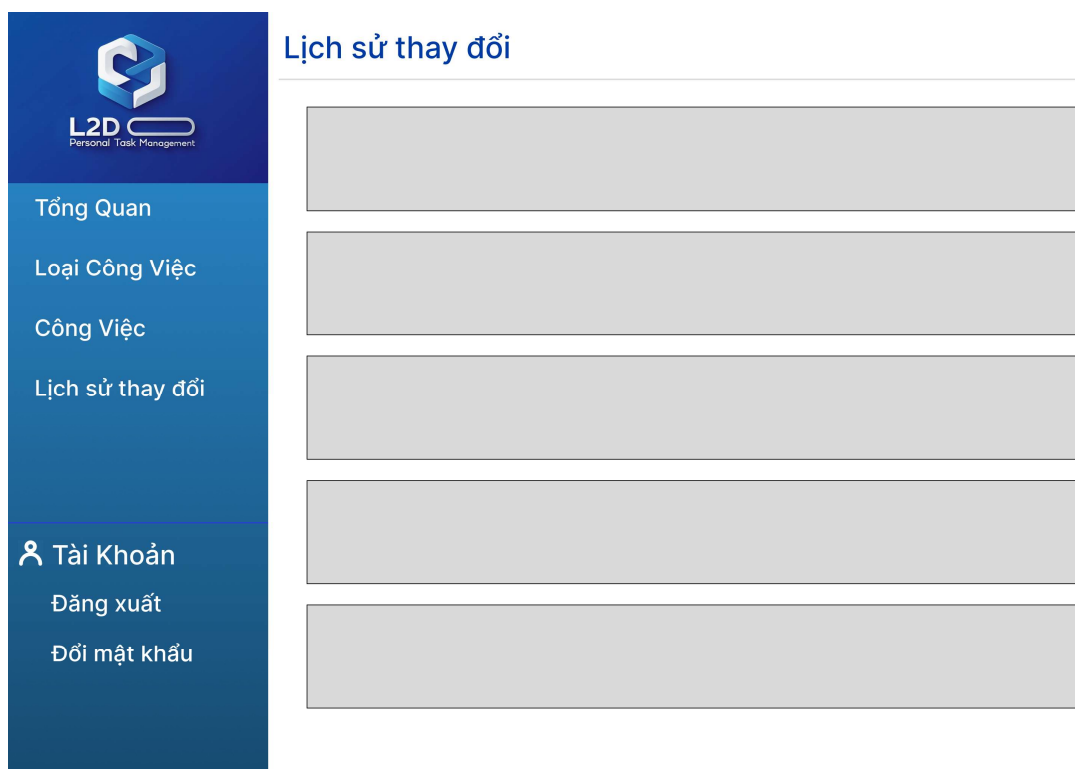 L2D
Personal Task Management
Tổng Quan
Loại Công Việc
Công Việc
Lịch sử thay đổi
Tài Khoản
Đăng xuất
Đổi mật khẩu
Lịch sử thay đổi